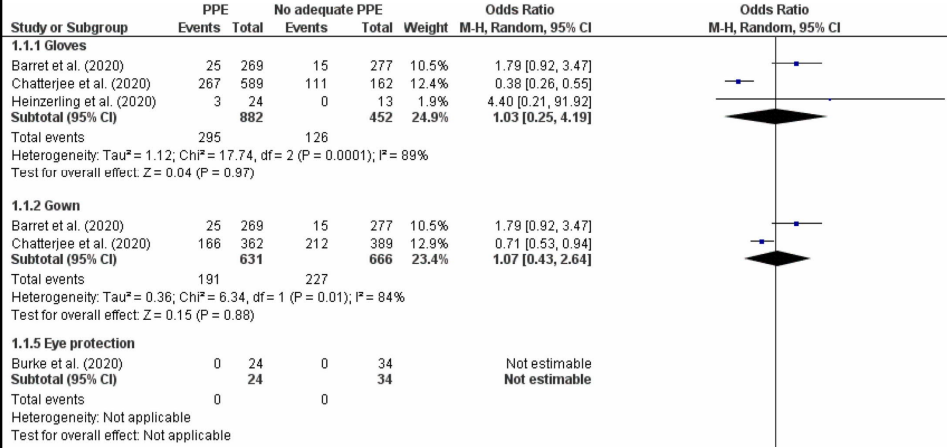 PPE No adequate PPE Odds Ratio Odds Ratio
Study or Subgroup Events Total Events Total Weight M-H, Random, 95% CI M-H, Random, 95% CI
1.1.1 Gloves
Barret et al. (2020) 25 269 15 277 10.5% 1.79 [0.92, 3.47]
Chatterjee et al. (2020) 267 589 111 162 12.4% 0.38 [0.26, 0.55]
Heinzerling et al. (2020) 3 24 0 13 1.9% 4.40 [0.21, 91.92]
Subtotal (95% CI) 882 452 24.9% 1.03 [0.25, 4.19]
Total events 295 126
Heterogeneity: Tau² = 1.12; Chi² = 17.74, df = 2 (P = 0.0001); I² = 89%
Test for overall effect: Z = 0.04 (P = 0.97)
1.1.2 Gown
Barret et al. (2020) 25 269 15 277 10.5% 1.79 [0.92, 3.47]
Chatterjee et al. (2020) 166 362 212 389 12.9% 0.71 [0.53, 0.94]
Subtotal (95% CI) 631 666 23.4% 1.07 [0.43, 2.64]
Total events 191 227
Heterogeneity: Tau² = 0.36; Chi² = 6.34, df = 1 (P = 0.01); I² = 84%
Test for overall effect: Z = 0.15 (P = 0.88)
1.1.5 Eye protection
Burke et al. (2020) 0 24 0 34 Not estimable
Subtotal (95% CI) 24 34 Not estimable
Total events 0 0
Heterogeneity: Not applicable
Test for overall effect: Not applicable